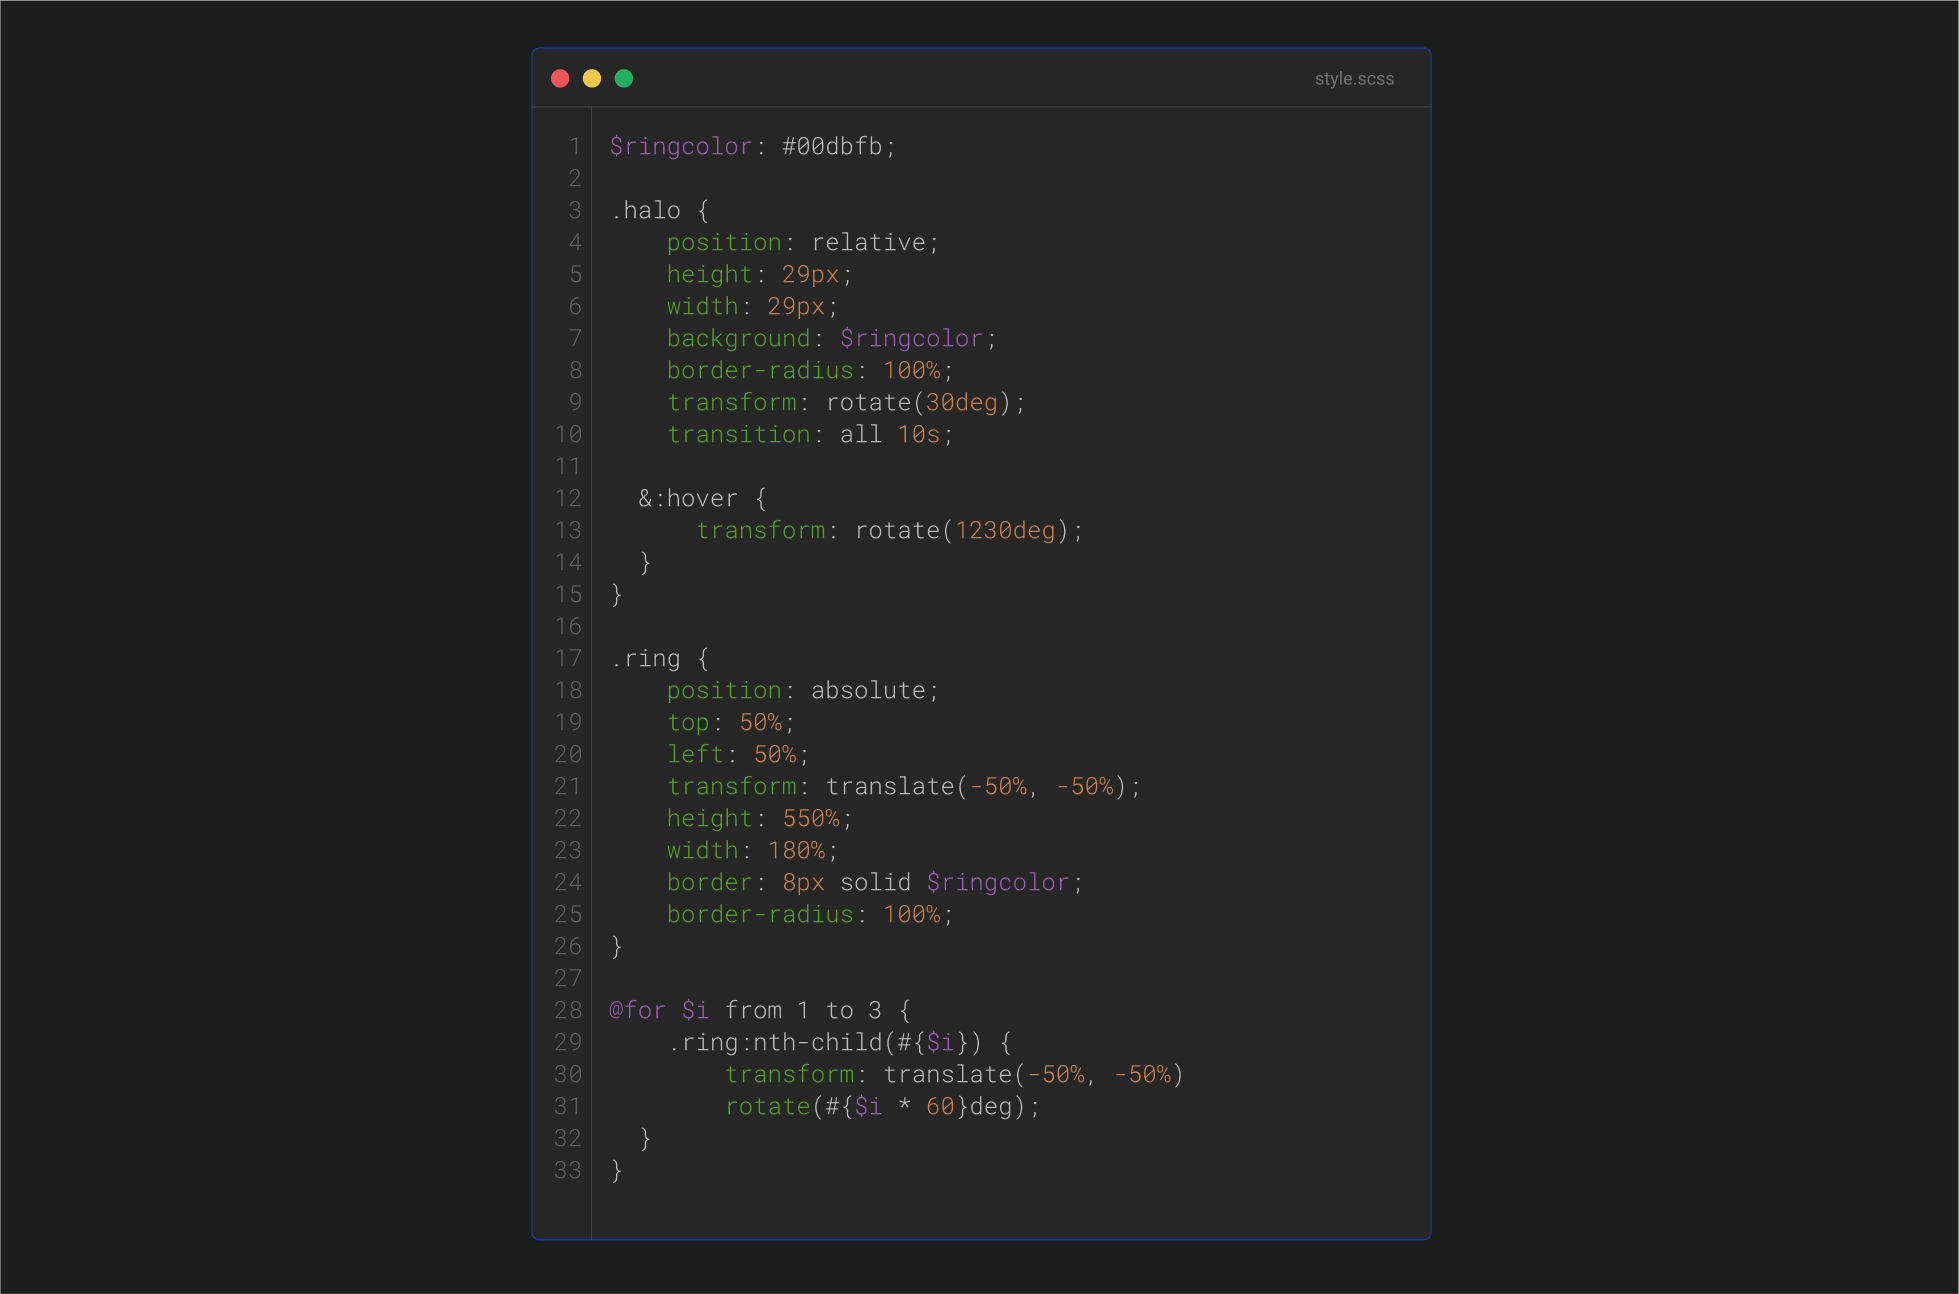 style.scss
1 $ringcolor: #00dbfb;
2
3 .halo {
4     position: relative;
5     height: 29px;
6     width: 29px;
7     background: $ringcolor;
8     border-radius: 100%;
9     transform: rotate(30deg);
10     transition: all 10s;
11
12   &:hover {
13       transform: rotate(1230deg);
14   }
15 }
16
17 .ring {
18     position: absolute;
19     top: 50%;
20     left: 50%;
21     transform: translate(-50%, -50%);
22     height: 550%;
23     width: 180%;
24     border: 8px solid $ringcolor;
25     border-radius: 100%;
26 }
27
28 @for $i from 1 to 3 {
29     .ring:nth-child(#{$i}) {
30         transform: translate(-50%, -50%)
31         rotate(#{$i * 60}deg);
32   }
33 }